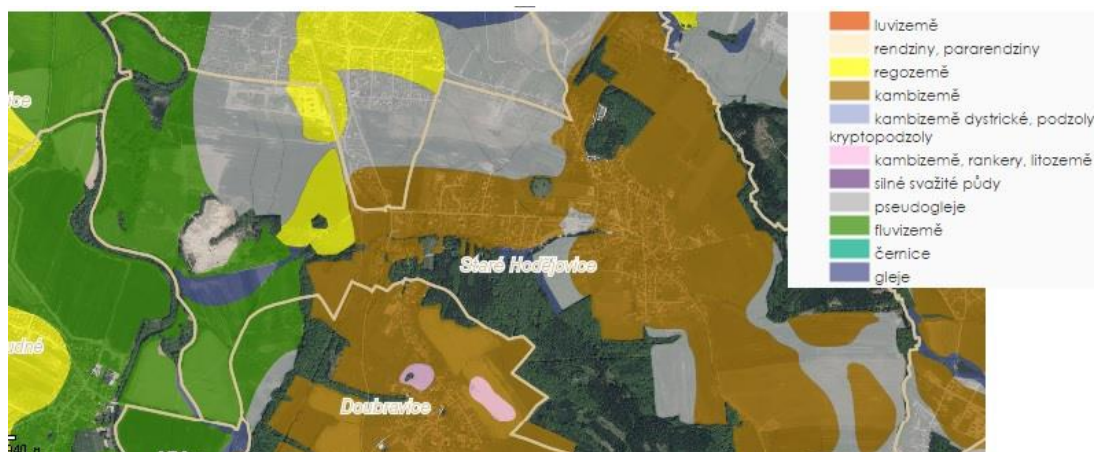 luvizemě
rendziny, pararendziny
regozemě
kambizemě
kambizemě dystrické, podzoly
kryptopodzoly
kambizemě, rankery, litozemě
silné svažité půdy
pseudogleje
fluvizemě
černice
gleje
Staré Hodějovice
Doubravice